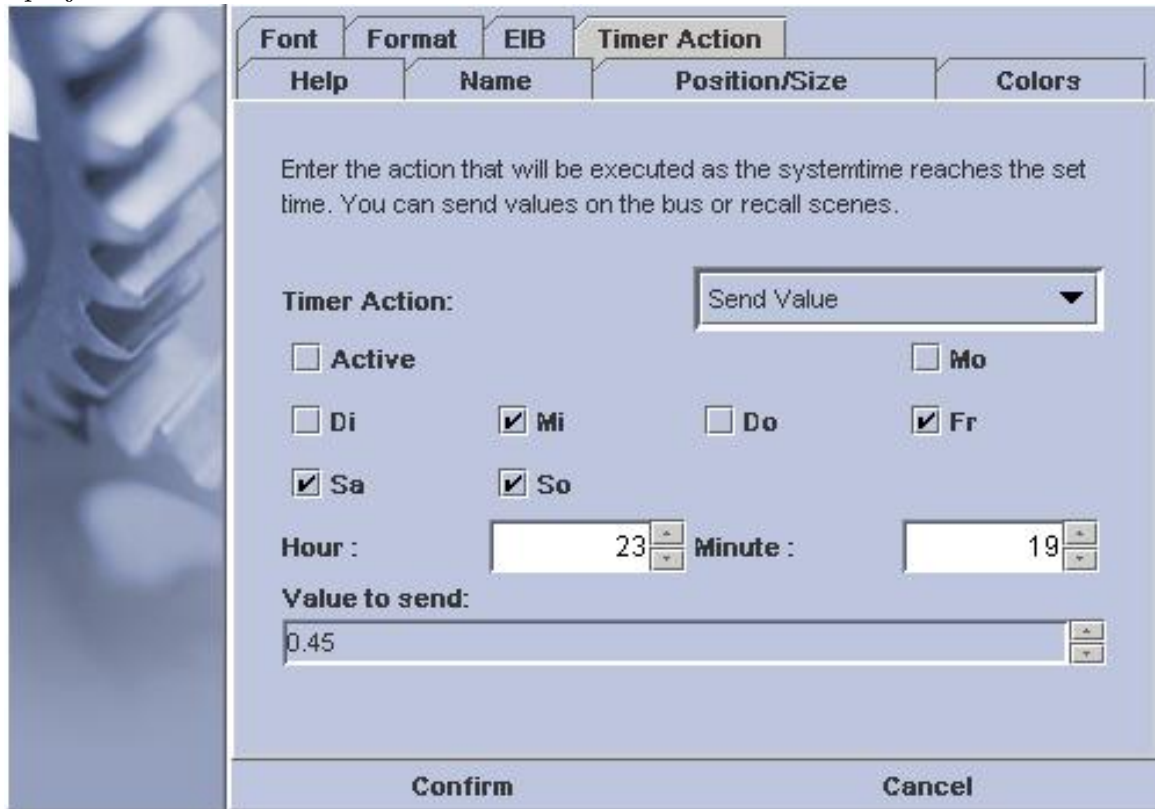 Font Format EIB Timer Action
Help Name Position/Size Colors
Enter the action that will be executed as the systemtime reaches the set
time. You can send values on the bus or recall scenes.
Timer Action: Send Value
Active Mo
Di Mi Do Fr
Sa So
Hour : 23 Minute : 19
Value to send:
0.45
Confirm Cancel